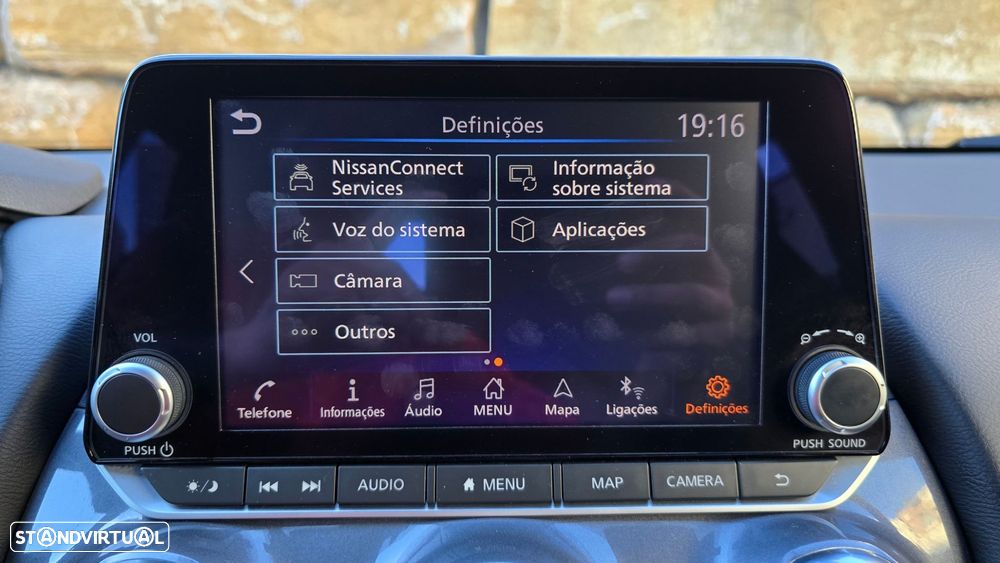 Definições
19:16
NissanConnect
Services
Informação
sobre sistema
Voz do sistema
Aplicações
Câmara
Outros
Telefone
Informações
Áudio
MENU
Mapa
Ligações
Definições
VOL
PUSH
PUSH SOUND
AUDIO
MENU
MAP
CAMERA
STANDVIRTUAL